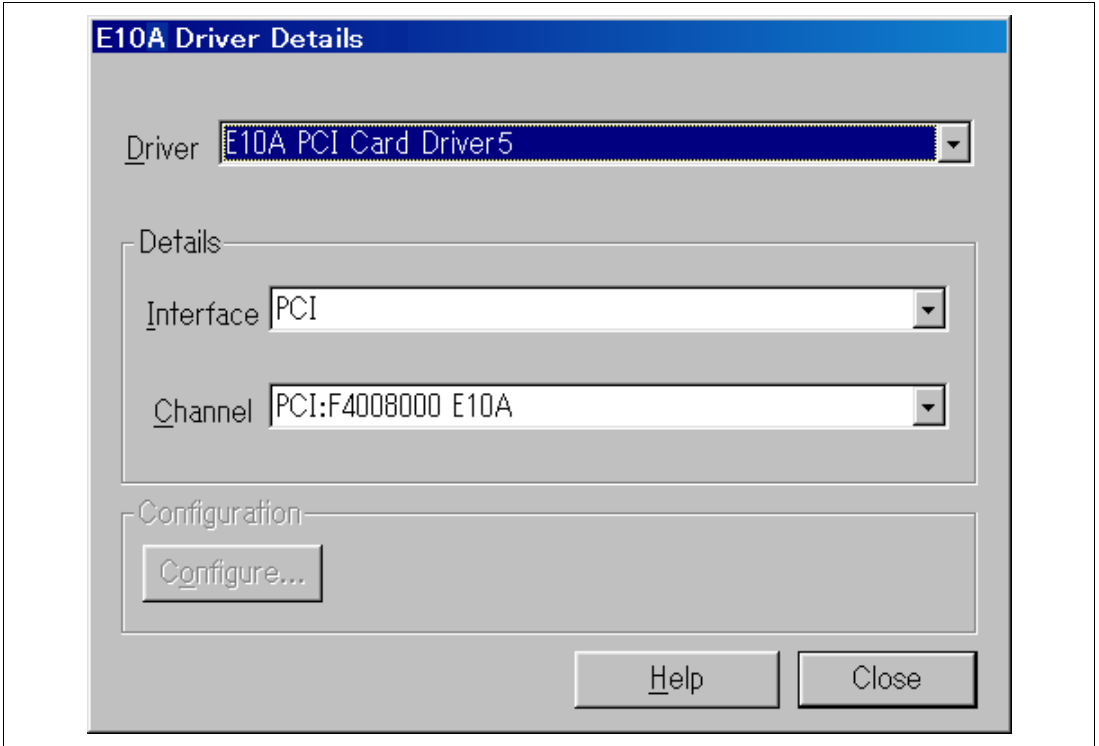 E10A Driver Details
Driver E10A PCI Card Driver5
Details
Interface PCI
Channel PCI:F4008000 E10A
Configuration
Configure...
Help Close